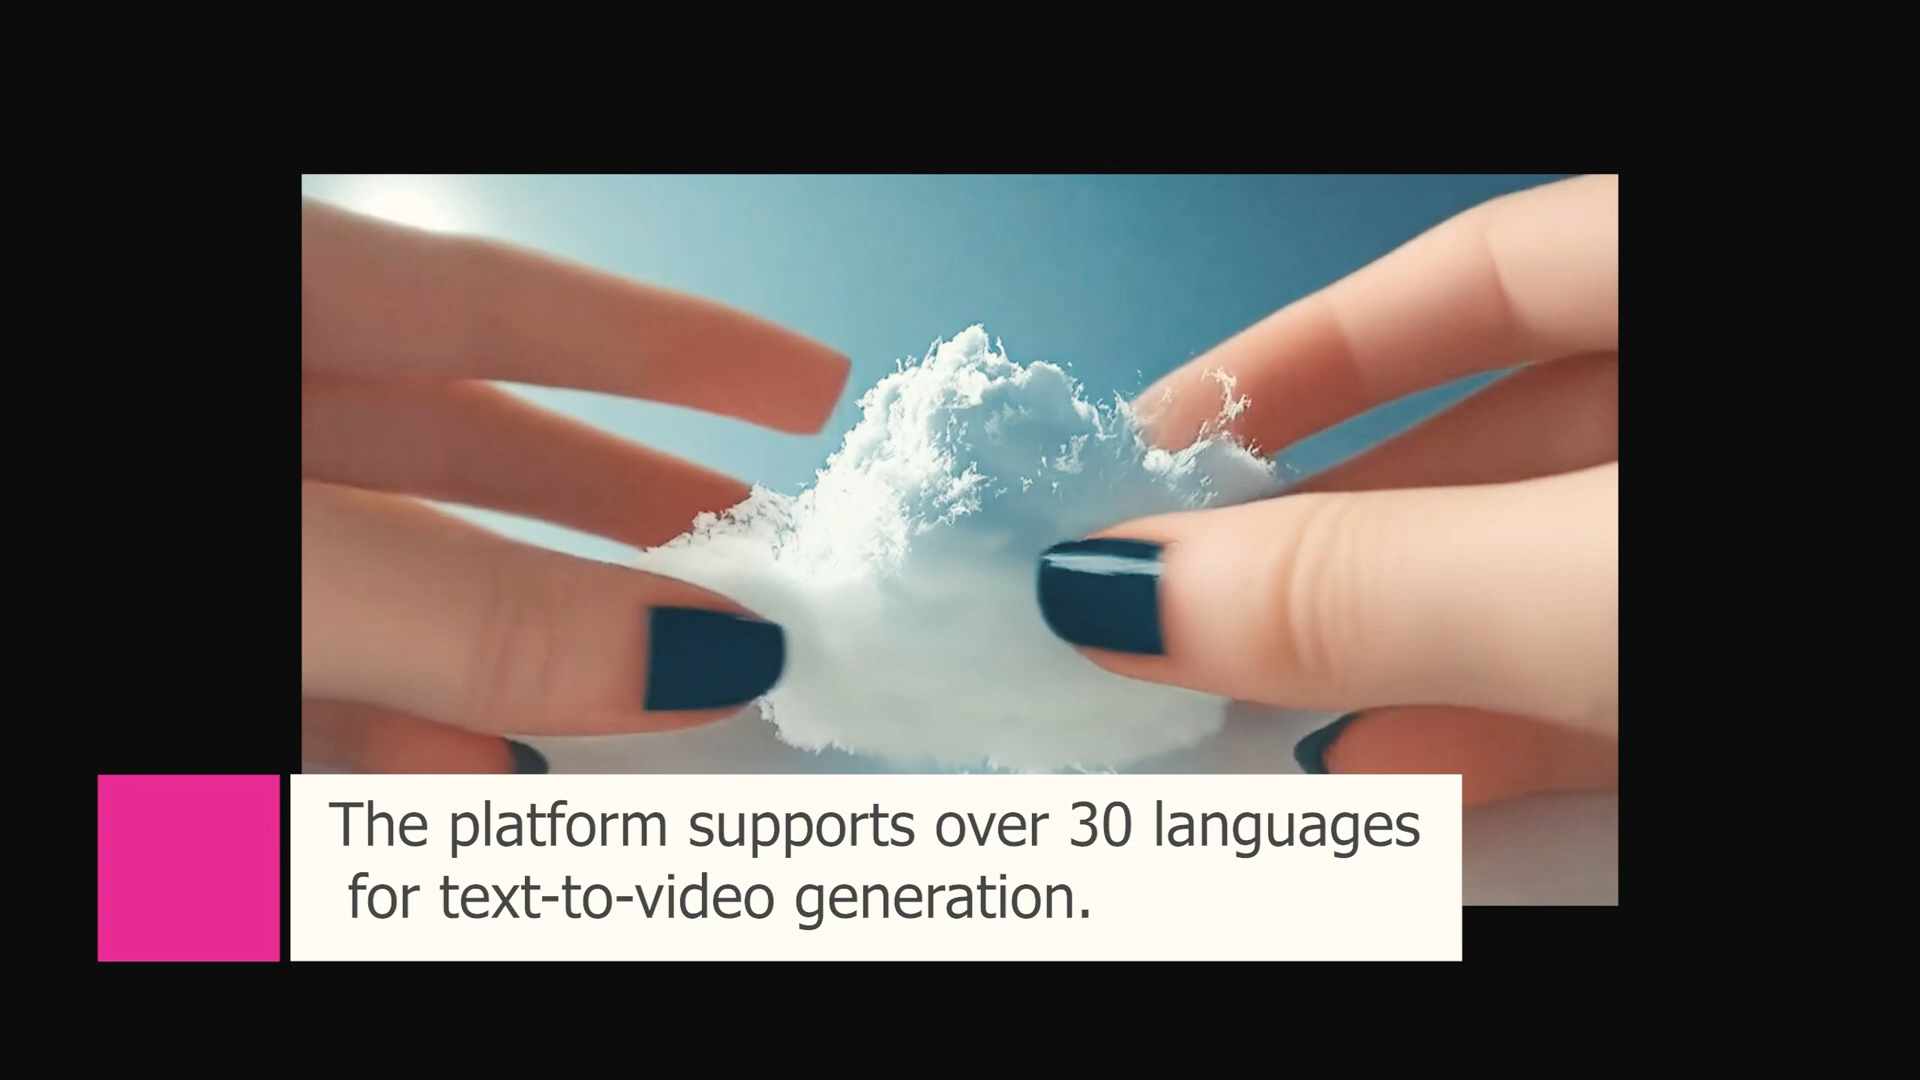 The platform supports over 30 languages
for text-to-video generation.